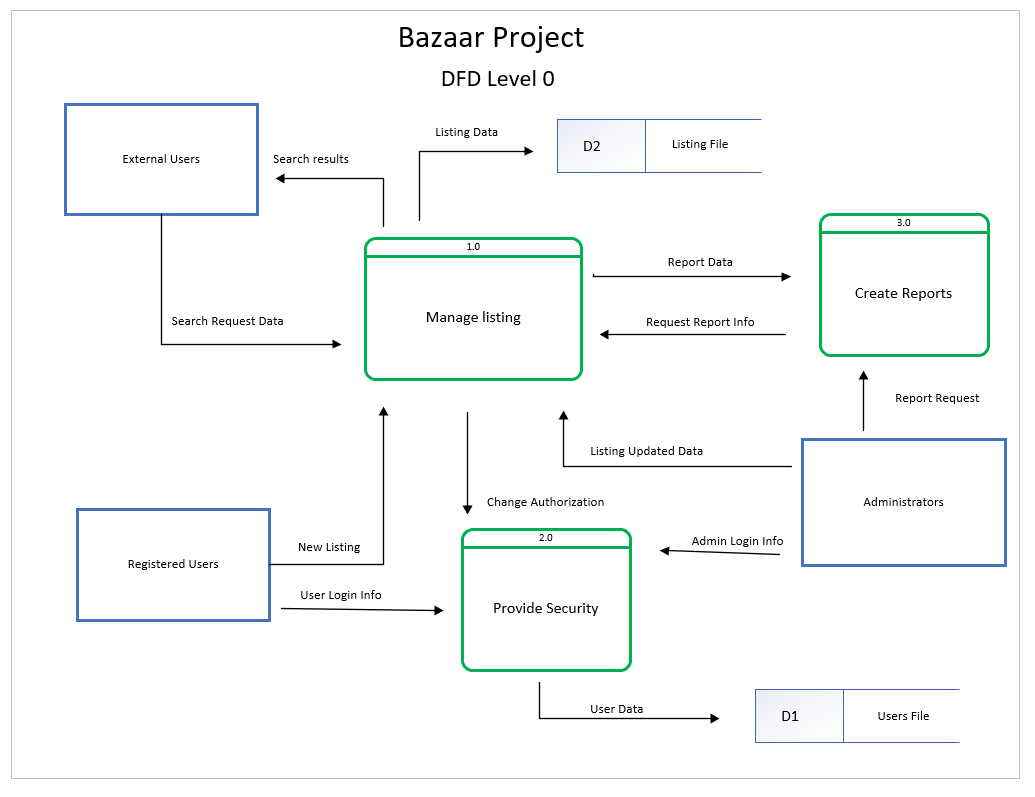 Bazaar Project
DFD Level 0
Listing Data
D2
Listing File
External Users
Search results
1.0
Manage listing
3.0
Create Reports
Report Data
Request Report Info
Search Request Data
Report Request
Listing Updated Data
Administrators
Change Authorization
2.0
Provide Security
Admin Login Info
New Listing
Registered Users
User Login Info
User Data
D1
Users File